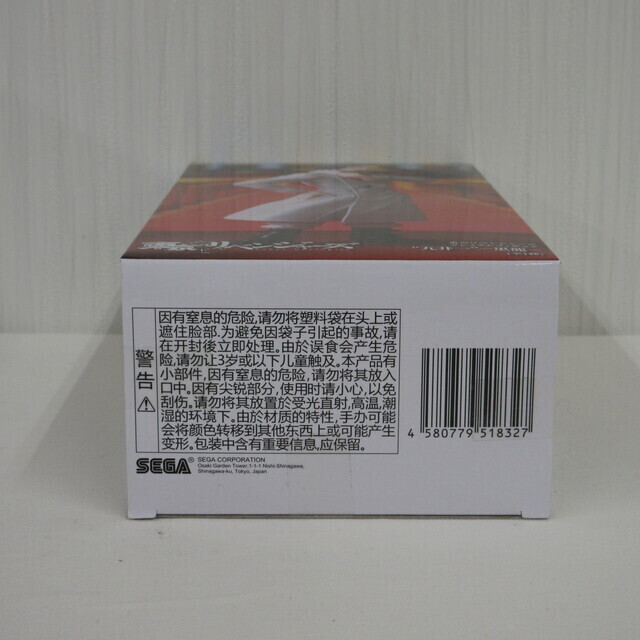 東京リベンジャーズ
警告
因有窒息的危险,请勿将塑料袋在头上或
遮住脸部.为避免因袋子引起的事故,请
在开封後立即处理.由於误食会产生危
险,请勿让3岁或以下儿童触及.本产品有
小部件,因有窒息的危险,请勿将其放入
口中.因有尖锐部分,使用时请小心,以免
刮伤.请勿将其放置於受光直射,高温,潮
湿的环境下.由於材质的特性,手办可能
会将颜色转移到其他东西上或可能产生
变形.包装中含有重要信息,应保留.
4 580779 518327
SEGA®
SEGA CORPORATION
Osaki Garden Tower,1-1-1 Nishi-Shinagawa,
Shinagawa-ku, Tokyo, Japan